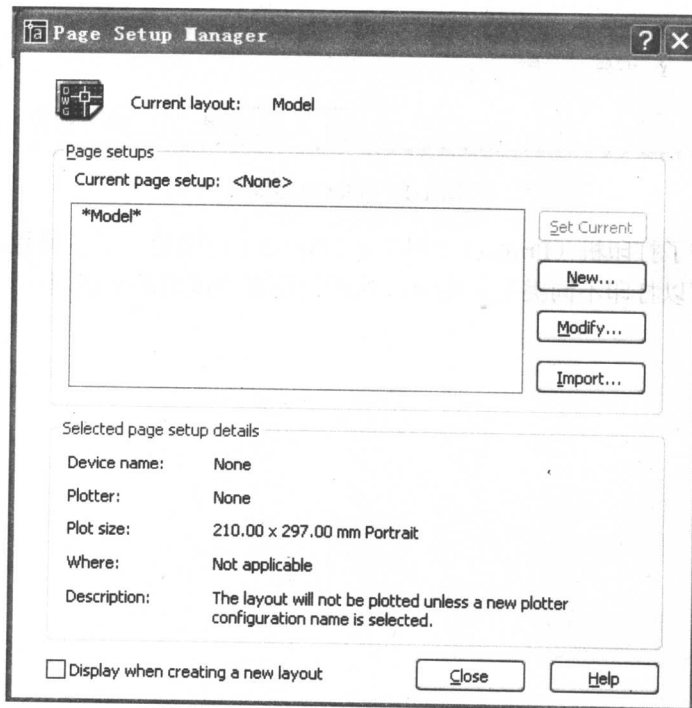 Page Setup Manager
? X
DWG
Current layout: Model
Page setups
Current page setup: <None>
*Model*
Set Current
New...
Modify...
Import...
Selected page setup details
Device name: None
Plotter: None
Plot size: 210.00 x 297.00 mm Portrait
Where: Not applicable
Description: The layout will not be plotted unless a new plotter
configuration name is selected.
Display when creating a new layout
Close
Help